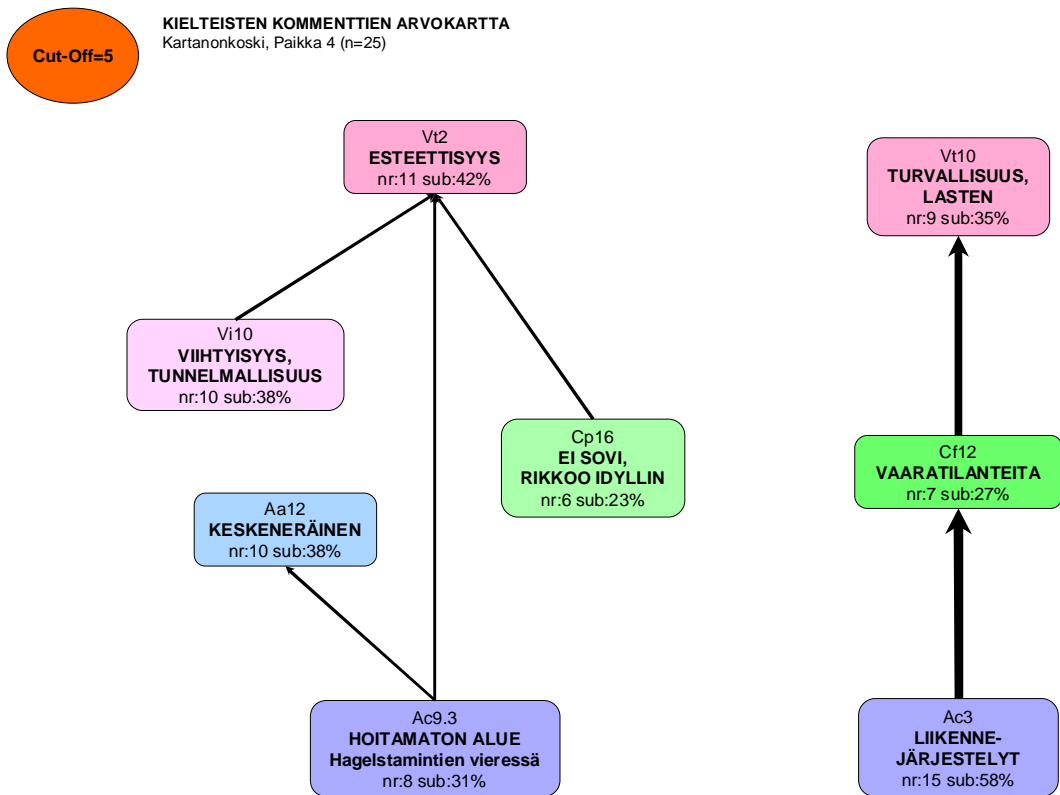 Cut-Off=5
KIELTEISTEN KOMMENTTIEN ARVOKARTTA
Kartanonkoski, Paikka 4 (n=25)
Vt2
ESTEETTISYYS
nr:11 sub:42%
Vt10
TURVALLISUUS,
LASTEN
nr:9 sub:35%
Vi10
VIIHTYISYYS,
TUNNELMALLISUUS
nr:10 sub:38%
Cp16
EI SOVI,
RIKKOO IDYLLIN
nr:6 sub:23%
Cf12
VAARATILANTEITA
nr:7 sub:27%
Aa12
KESKENERÄINEN
nr:10 sub:38%
Ac9.3
HOITAMATON ALUE
Hagelstamintien vieressä
nr:8 sub:31%
Ac3
LIIKENNE-
JÄRJESTELYT
nr:15 sub:58%